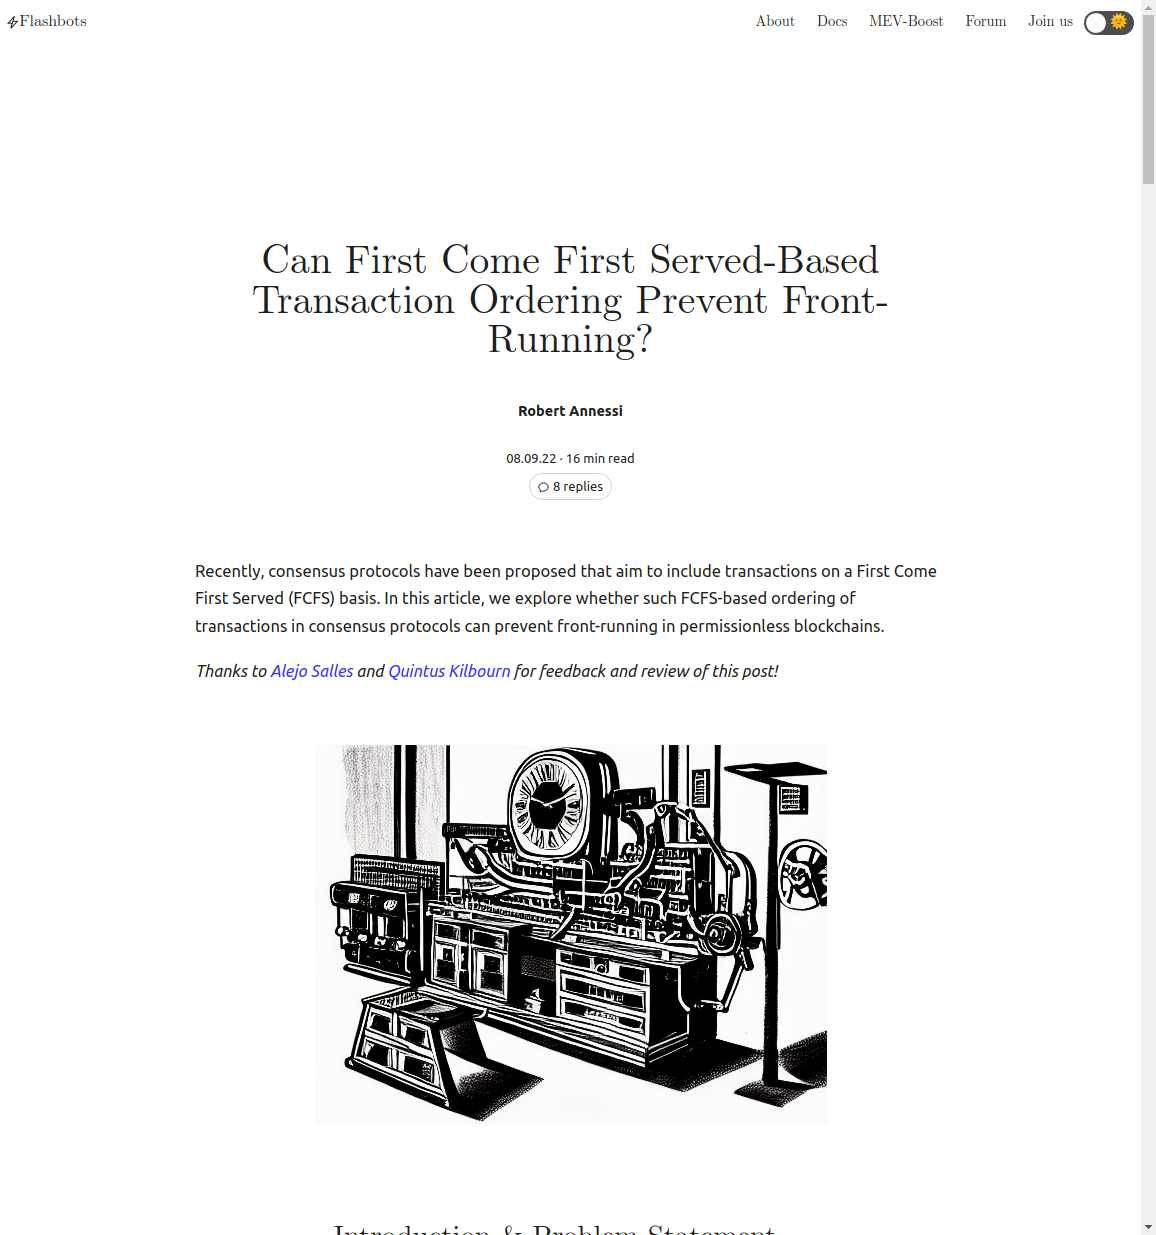 Flashbots
About Docs MEV-Boost Forum Join us
Can First Come First Served-Based
Transaction Ordering Prevent Front-
Running?
Robert Annessi
08.09.22 · 16 min read
8 replies
Recently, consensus protocols have been proposed that aim to include transactions on a First Come
First Served (FCFS) basis. In this article, we explore whether such FCFS-based ordering of
transactions in consensus protocols can prevent front-running in permissionless blockchains.
Thanks to Alejo Salles and Quintus Kilbourn for feedback and review of this post!
Introduction & Problem Statement